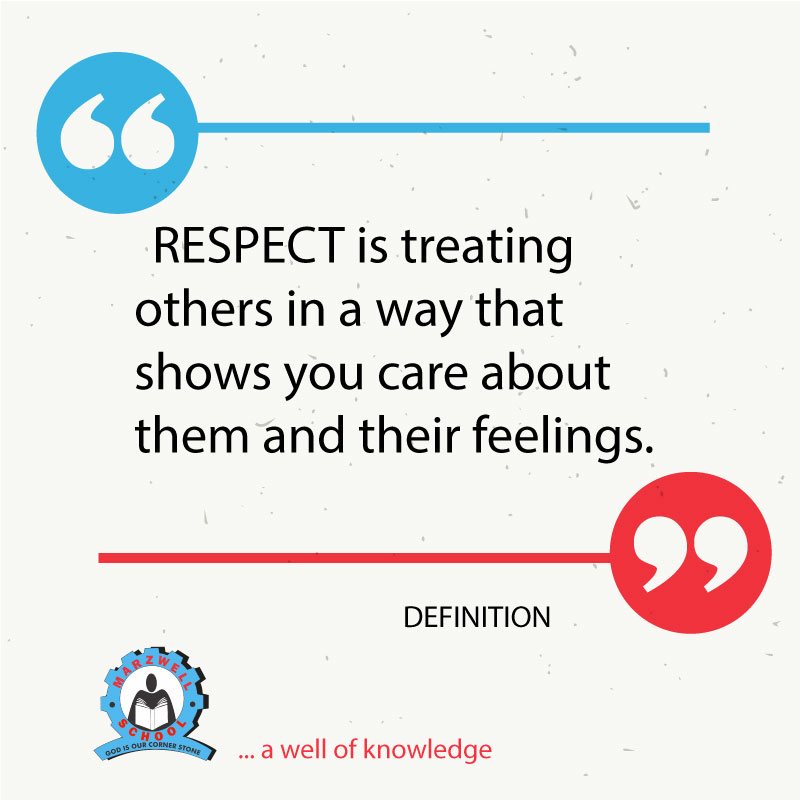 “
RESPECT is treating
others in a way that
shows you care about
them and their feelings.
”
DEFINITION
MARZWELL
SCHOOL
GOD IS OUR CORNER STONE
... a well of knowledge